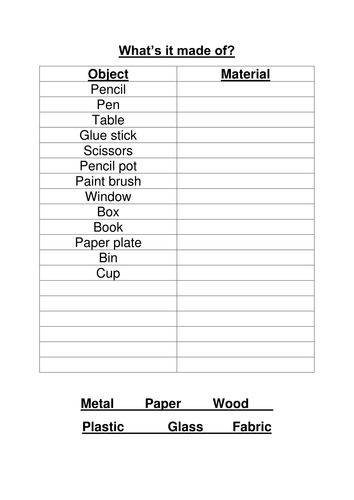 What's it made of?
Object Material
Pencil
Pen
Table
Glue stick
Scissors
Pencil pot
Paint brush
Window
Box
Book
Paper plate
Bin
Cup
Metal Paper Wood
Plastic Glass Fabric